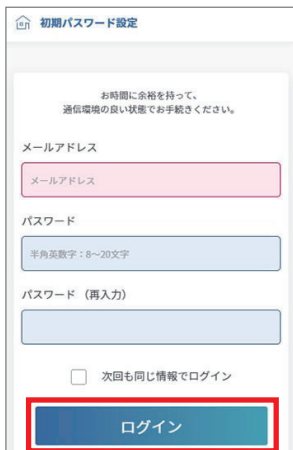 初期パスワード設定
お時間に余裕を持って、
通信環境の良い状態でお手続きください。
メールアドレス
メールアドレス
パスワード
半角英数字：8～20文字
パスワード （再入力）
次回も同じ情報でログイン
ログイン